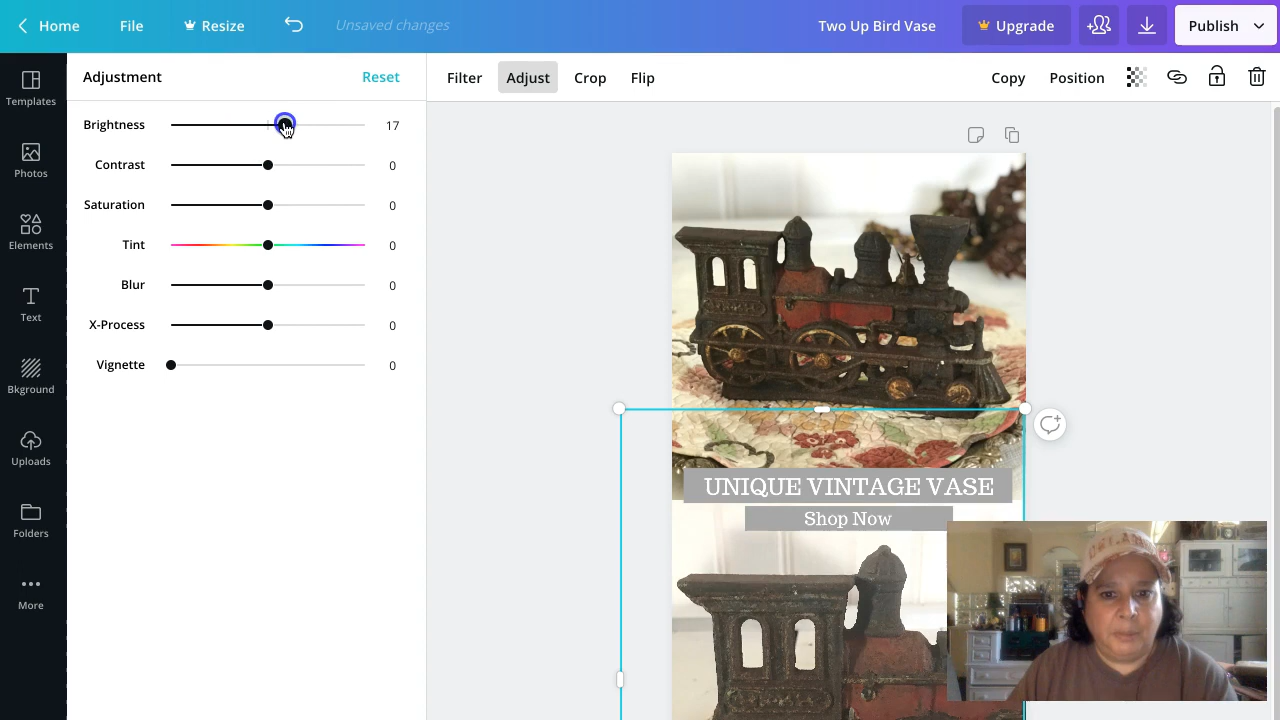 Home File Resize Unsaved changes Two Up Bird Vase Upgrade Publish
Adjustment Reset
Filter Adjust Crop Flip Copy Position
Brightness 17
Contrast 0
Saturation 0
Tint 0
Blur 0
X-Process 0
Vignette 0
Templates
Photos
Elements
Text
Bkground
Uploads
Folders
More
UNIQUE VINTAGE VASE
Shop Now